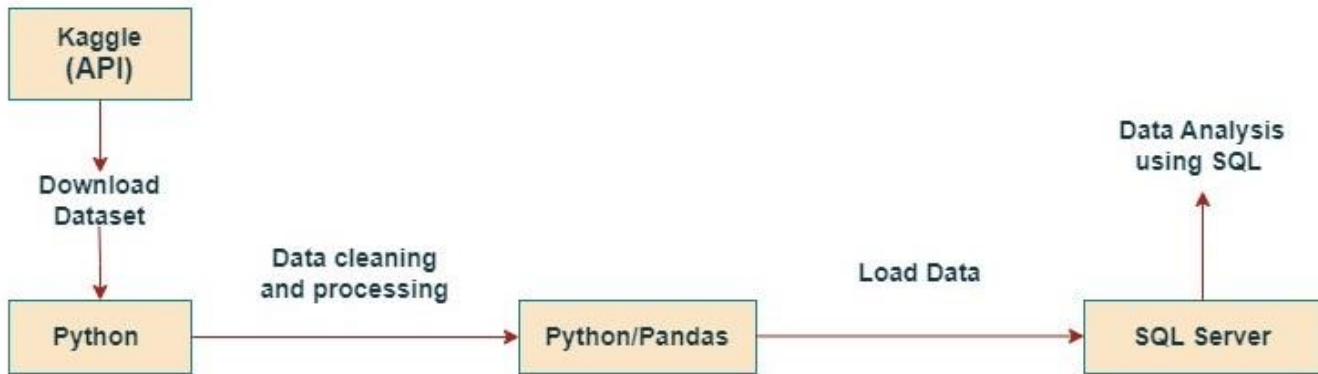 Kaggle
(API)
Download
Dataset
Python
Data cleaning
and processing
Python/Pandas
Load Data
SQL Server
Data Analysis
using SQL